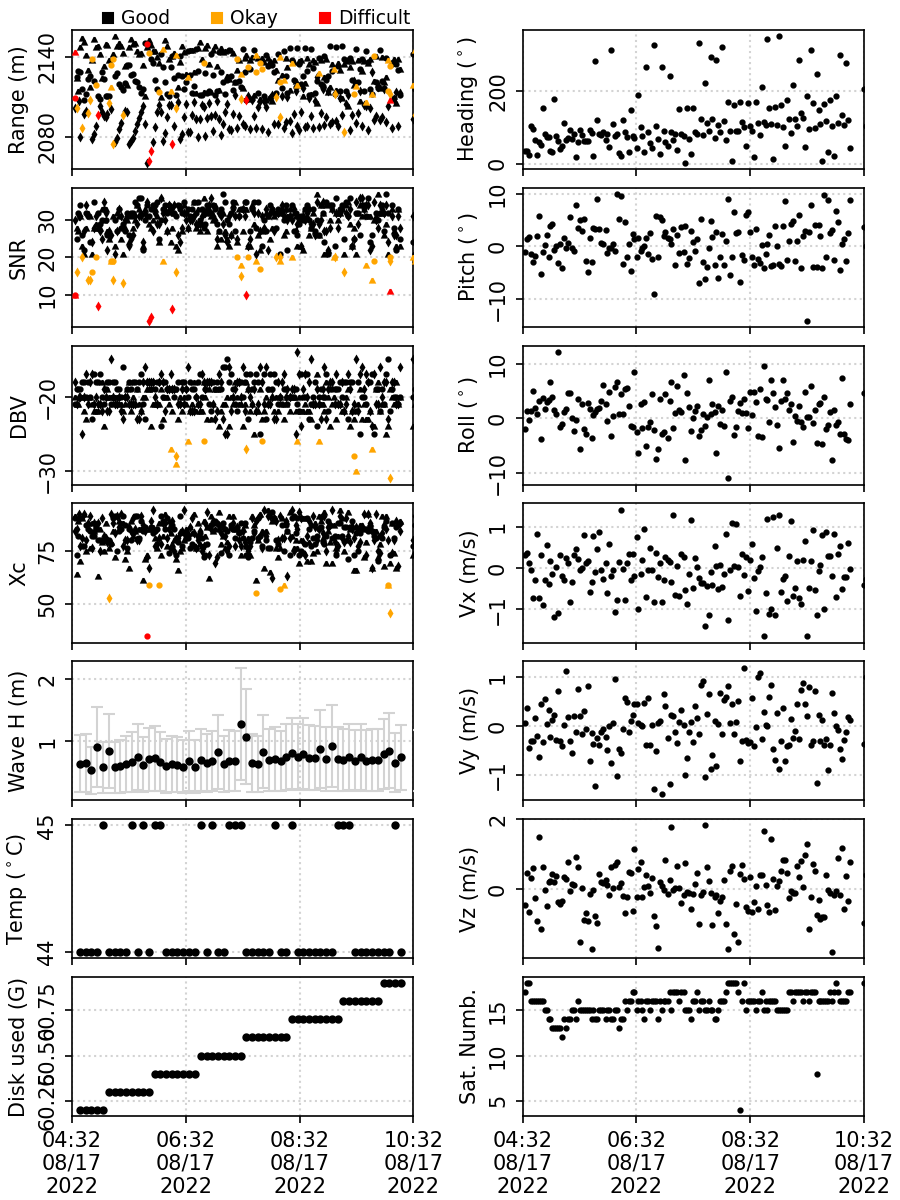 Good Okay Difficult
Range (m)
2140
2080
Heading (°)
200
0
SNR
30
20
10
Pitch (°)
10
0
−10
DBV
−20
−30
Roll (°)
10
0
−10
Xc
75
50
Vx (m/s)
1
0
−1
Wave H (m)
2
1
Vy (m/s)
1
0
−1
Temp (°C)
45
44
Vz (m/s)
2
0
Disk used (G)
60.75
60.50
60.25
Sat. Numb.
15
10
5
04:32 06:32 08:32 10:32
08/17 08/17 08/17 08/17
2022 2022 2022 2022
04:32 06:32 08:32 10:32
08/17 08/17 08/17 08/17
2022 2022 2022 2022